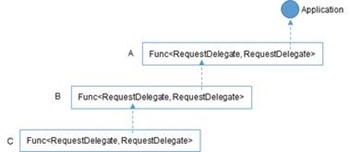 Application
A Func<RequestDelegate, RequestDelegate>
B Func<RequestDelegate, RequestDelegate>
C Func<RequestDelegate, RequestDelegate>